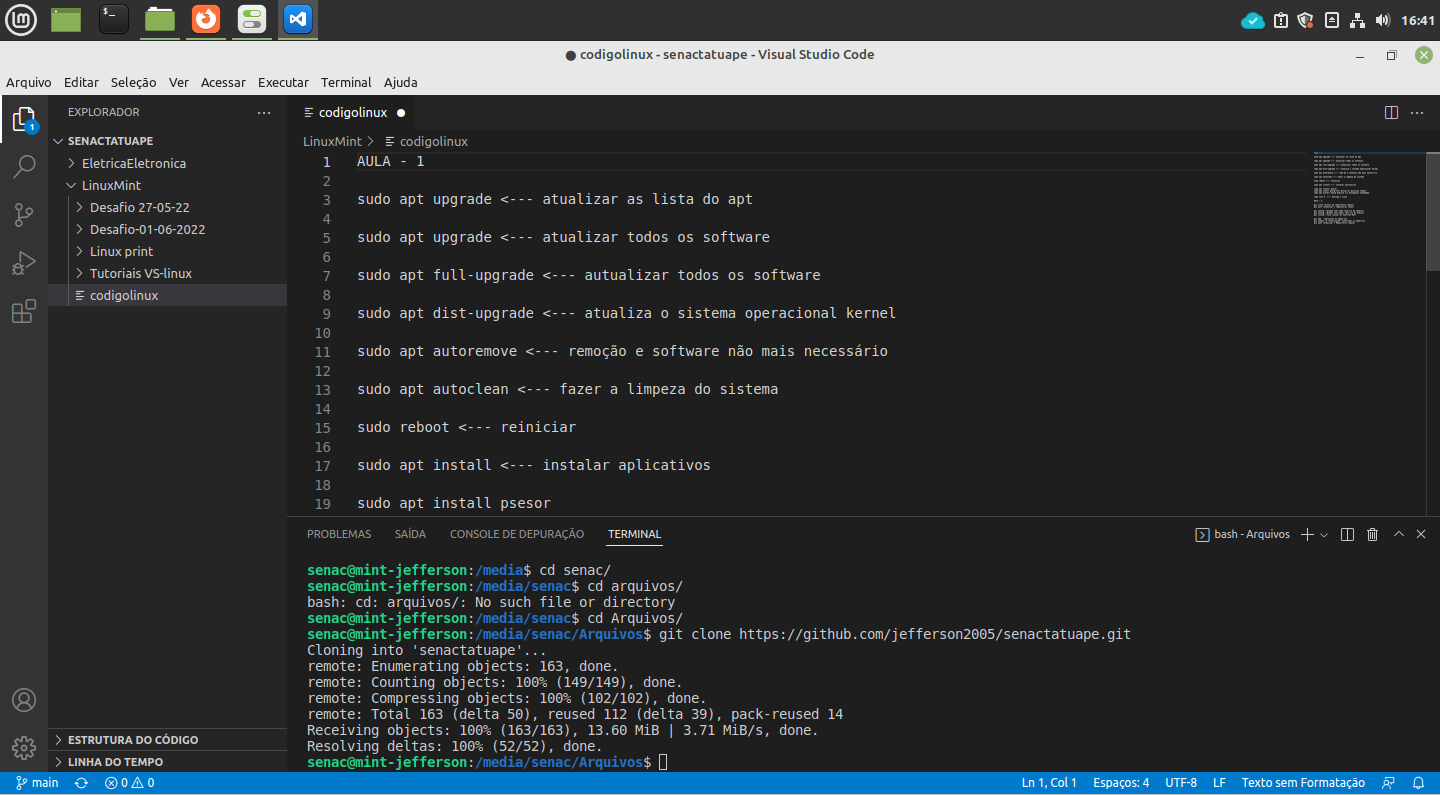 16:41
● codigolinux - senactatuape - Visual Studio Code
Arquivo Editar Seleção Ver Acessar Executar Terminal Ajuda
EXPLORADOR
codigolinux
1
SENACTATUAPE
EletricaEletronica
LinuxMint
Desafio 27-05-22
Desafio-01-06-2022
Linux print
Tutoriais VS-linux
codigolinux
ESTRUTURA DO CÓDIGO
LINHA DO TEMPO
LinuxMint > codigolinux
1 AULA - 1
2
3 sudo apt upgrade <--- atualizar as lista do apt
4
5 sudo apt upgrade <--- atualizar todos os software
6
7 sudo apt full-upgrade <--- autualizar todos os software
8
9 sudo apt dist-upgrade <--- atualiza o sistema operacional kernel
10
11 sudo apt autoremove <--- remoção e software não mais necessário
12
13 sudo apt autoclean <--- fazer a limpeza do sistema
14
15 sudo reboot <--- reiniciar
16
17 sudo apt install <--- instalar aplicativos
18
19 sudo apt install psesor
PROBLEMAS SAÍDA CONSOLE DE DEPURAÇÃO TERMINAL
bash - Arquivos
senac@mint-jefferson:/media$ cd senac/
senac@mint-jefferson:/media/senac$ cd arquivos/
bash: cd: arquivos/: No such file or directory
senac@mint-jefferson:/media/senac$ cd Arquivos/
senac@mint-jefferson:/media/senac/Arquivos$ git clone https://github.com/jefferson2005/senactatuape.git
Cloning into 'senactatuape'...
remote: Enumerating objects: 163, done.
remote: Counting objects: 100% (149/149), done.
remote: Compressing objects: 100% (102/102), done.
remote: Total 163 (delta 50), reused 112 (delta 39), pack-reused 14
Receiving objects: 100% (163/163), 13.60 MiB | 3.71 MiB/s, done.
Resolving deltas: 100% (52/52), done.
senac@mint-jefferson:/media/senac/Arquivos$
main 0 0 Ln 1, Col 1 Espaços: 4 UTF-8 LF Texto sem Formatação